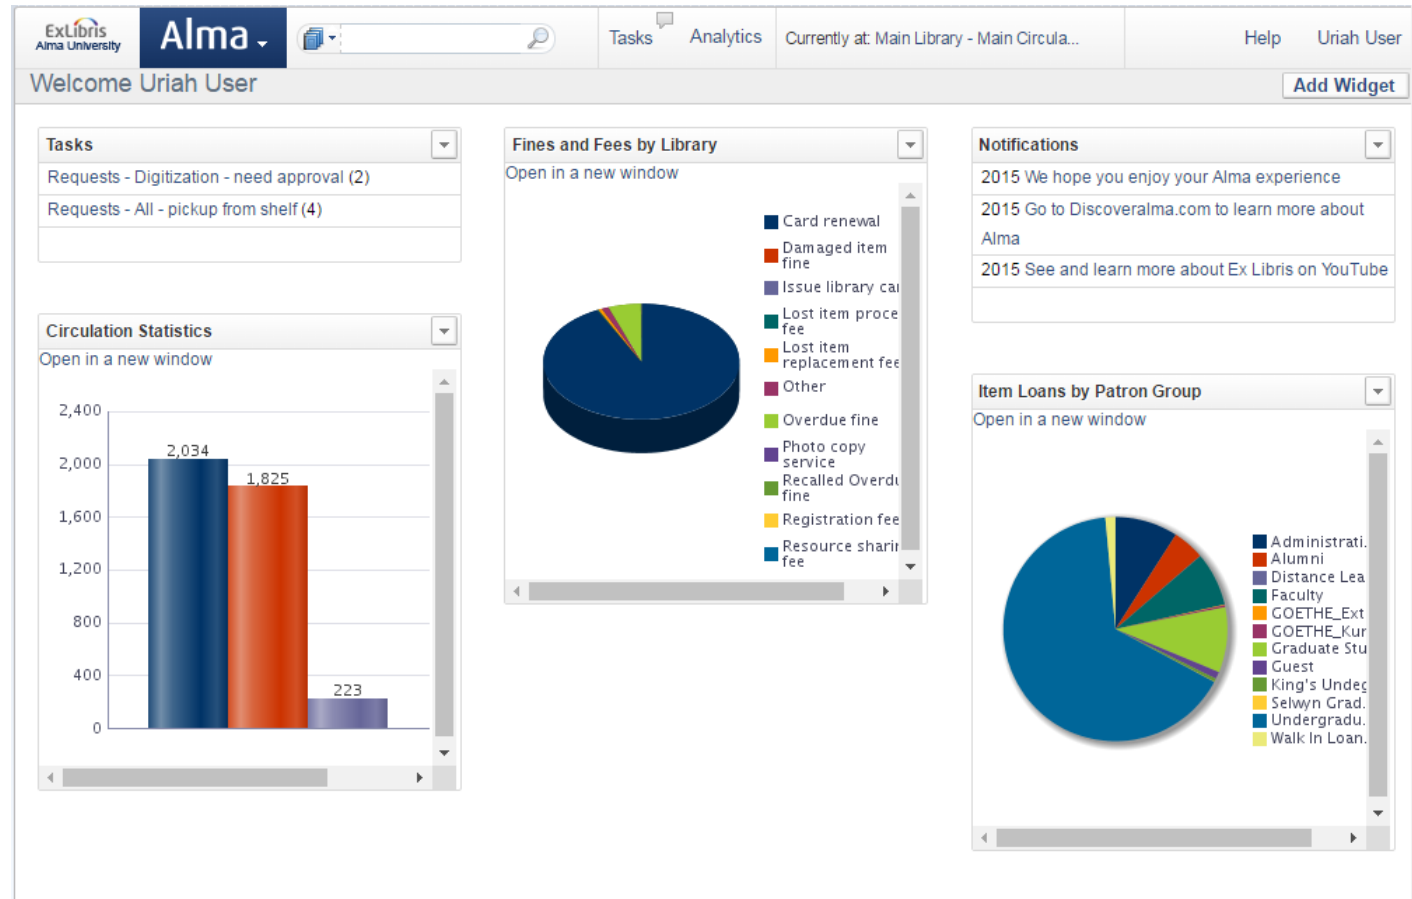 ExLibris
Alma University
Alma
Tasks
Analytics
Currently at: Main Library - Main Circula...
Help
Uriah User
Welcome Uriah User
Add Widget
Tasks
Requests - Digitization - need approval (2)
Requests - All - pickup from shelf (4)
Circulation Statistics
Open in a new window
2,400
2,000
1,600
1,200
800
400
0
2,034
1,825
223
Fines and Fees by Library
Open in a new window
Card renewal
Damaged item
fine
Issue library car
Lost item proce
fee
Lost item
replacement fee
Other
Overdue fine
Photo copy
service
Recalled Overdu
fine
Registration fee
Resource sharin
fee
Notifications
2015 We hope you enjoy your Alma experience
2015 Go to Discoveralma.com to learn more about
Alma
2015 See and learn more about Ex Libris on YouTube
Item Loans by Patron Group
Open in a new window
Administrati.
Alumni
Distance Lea
Faculty
GOETHE_Ext
GOETHE_Kur
Graduate Stu
Guest
King's Undeg
Selwyn Grad.
Undergradu.
Walk In Loan.